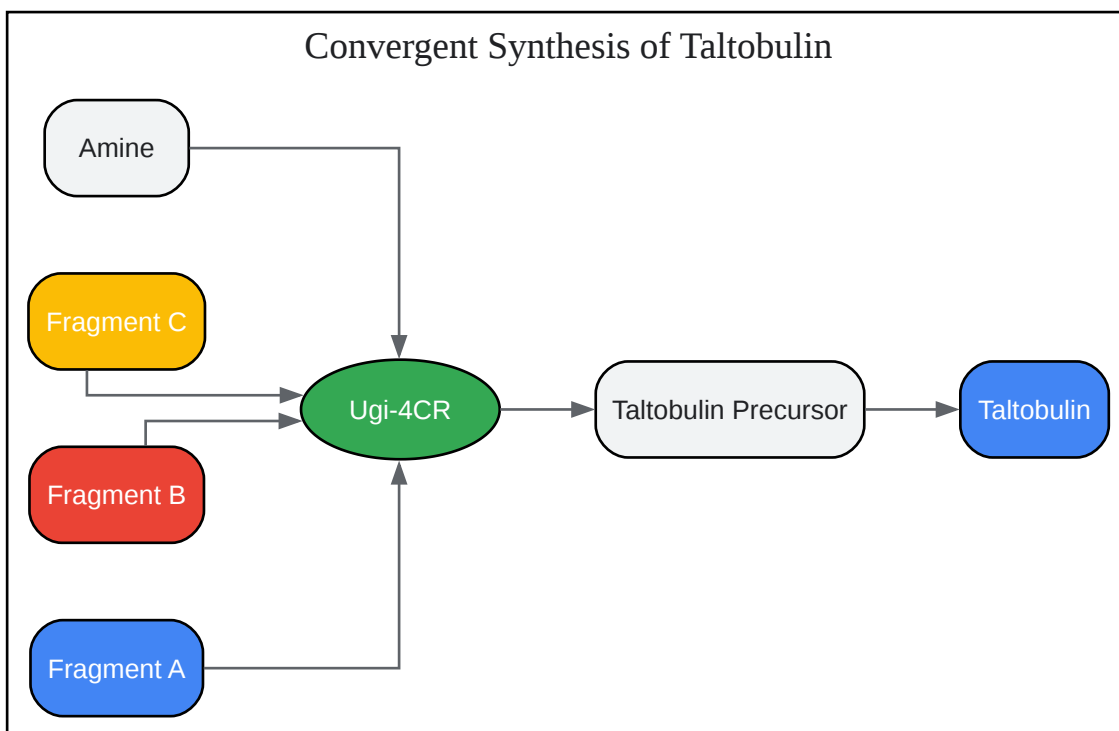 Convergent Synthesis of Taltobulin
Amine
Fragment C
Ugi-4CR
Taltobulin Precursor
Taltobulin
Fragment B
Fragment A